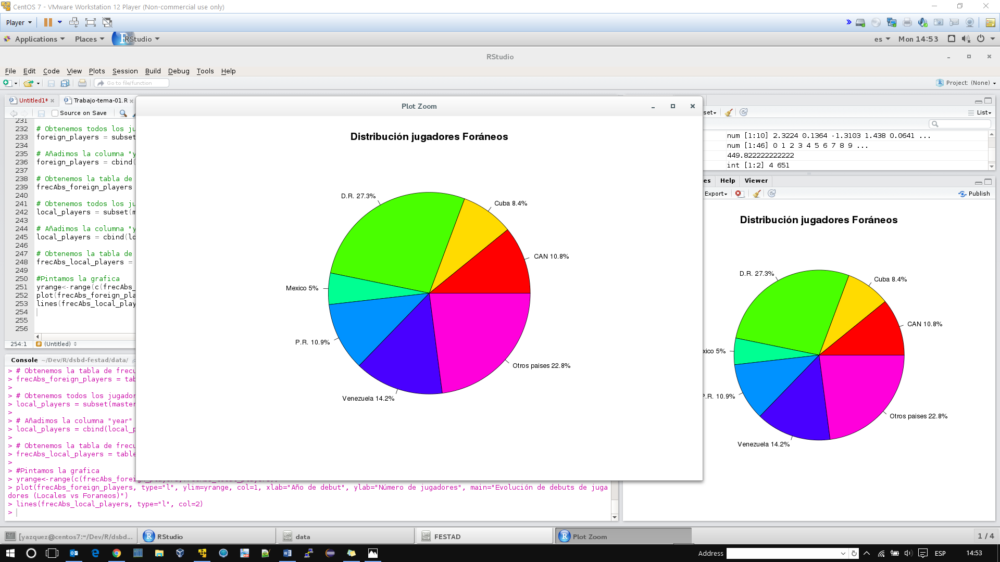 CentOS 7 - VMware Workstation 12 Player (Non-commercial use only)
Player
Applications Places RStudio
es Mon 14:53
RStudio
File Edit Code View Plots Session Build Debug Tools Help
Go to file/function
Project: (None)
Untitled1* Trabajo-tema-01.R
Source on Save
231
232 # Obtenemos todos los ju
233 foreign_players = subset
234
235 # Añadimos la columna "y
236 foreign_players = cbind(
237
238 # Obtenemos la tabla de
239 frecAbs_foreign_players
240
241 # Obtenemos todos los ju
242 local_players = subset(m
243
244 # Añadimos la columna "y
245 local_players = cbind(lo
246
247 # Obtenemos la tabla de
248 frecAbs_local_players =
249
250 #Pintamos la grafica
251 yrange<-range(c(frecAbs_
252 plot(frecAbs_foreign_pla
253 lines(frecAbs_local_play
254
255
256
254:1 (Untitled)
Console ~/Dev/R/dsbd-festad/data/
> # Obtenemos la tabla de frecu
> frecAbs_foreign_players = tab
>
> # Obtenemos todos los jugador
> local_players = subset(master
>
> # Añadimos la columna "year"
> local_players = cbind(local_p
>
> # Obtenemos la tabla de frecu
> frecAbs_local_players = table
>
> #Pintamos la grafica
> yrange<-range(c(frecAbs_foreign_players,frecAbs_local_players))
> plot(frecAbs_foreign_players, type="l", ylim=yrange, col=1, xlab="Año de debut", ylab="Número de jugadores", main="Evolución de debuts de juga
dores (Locales vs Foraneos)")
> lines(frecAbs_local_players, type="l", col=2)
>
Plot Zoom
Distribución jugadores Foráneos
D.R. 27.3%
Cuba 8.4%
CAN 10.8%
Mexico 5%
P.R. 10.9%
Otros paises 22.8%
Venezuela 14.2%
set
List
num [1:10] 2.3224 0.1364 -1.3103 1.438 0.0641 ...
num [1:46] 0 1 2 3 4 5 6 7 8 9 ...
449.822222222222
int [1:2] 4 651
es Help Viewer
Export Publish
Distribución jugadores Foráneos
D.R. 27.3%
Cuba 8.4%
CAN 10.8%
xico 5%
P.R. 10.9%
Otros paises 22.8%
Venezuela 14.2%
[yazquez@centos7:~/Dev/R/dsbd... RStudio data FESTAD Plot Zoom 1 / 4
Address ESP 14:53